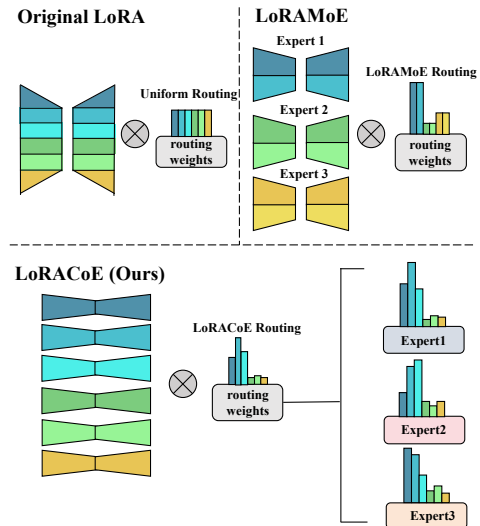 Original LoRA
Uniform Routing
routing
weights
LoRAMoE
Expert 1
Expert 2
Expert 3
LoRAMoE Routing
routing
weights
LoRACoE (Ours)
LoRACoE Routing
routing
weights
Expert1
Expert2
Expert3